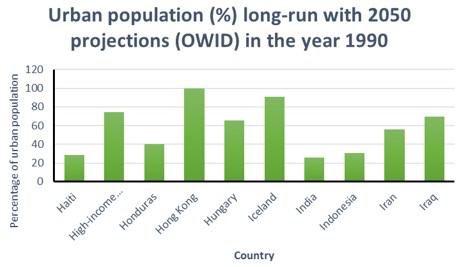 Urban population (%) long-run with 2050
projections (OWID) in the year 1990
Percentage of urban population
120
100
80
60
40
20
0
Haiti
High-income...
Honduras
Hong Kong
Hungary
Iceland
India
Indonesia
Iran
Iraq
Country